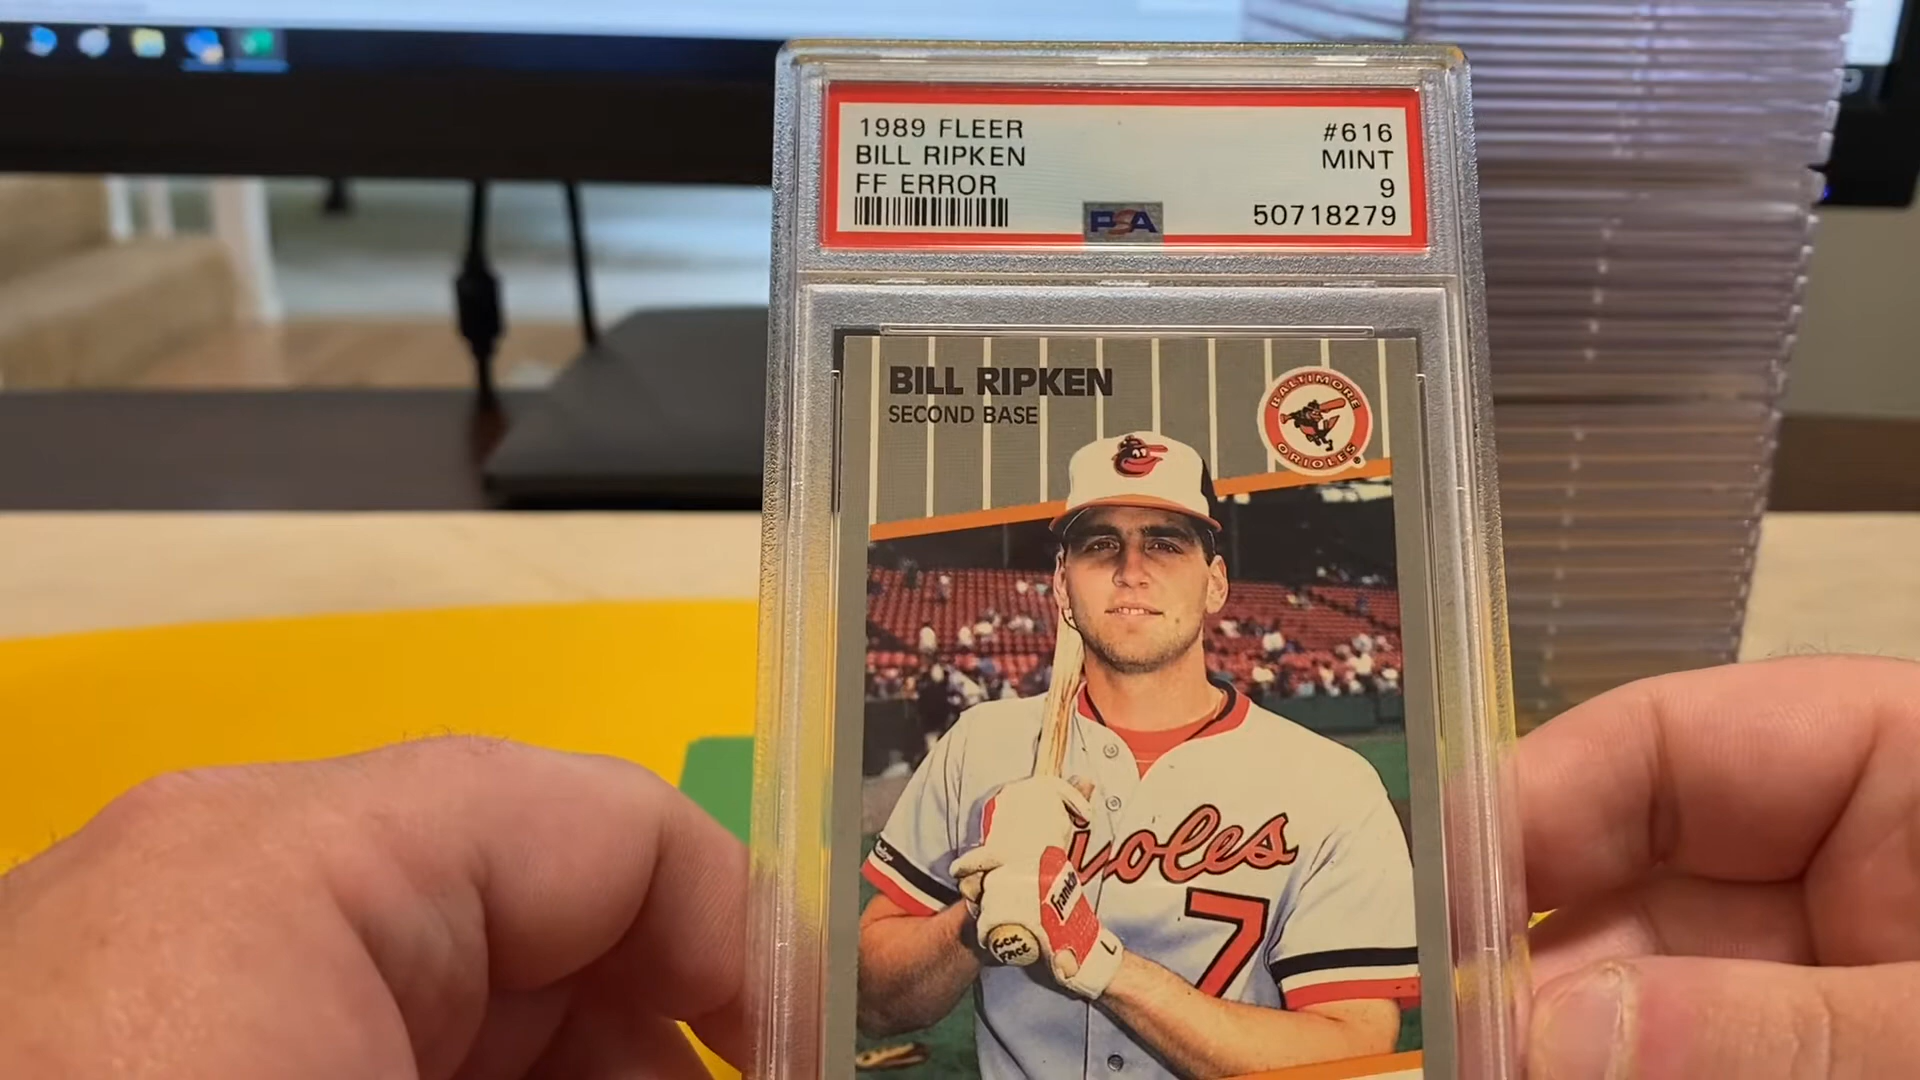 1989 FLEER #616
BILL RIPKEN MINT
FF ERROR 9
PSA 50718279
BILL RIPKEN
SECOND BASE
BALTIMORE
ORIOLES
ioles
7
Franklin
L
FUCK
FACE